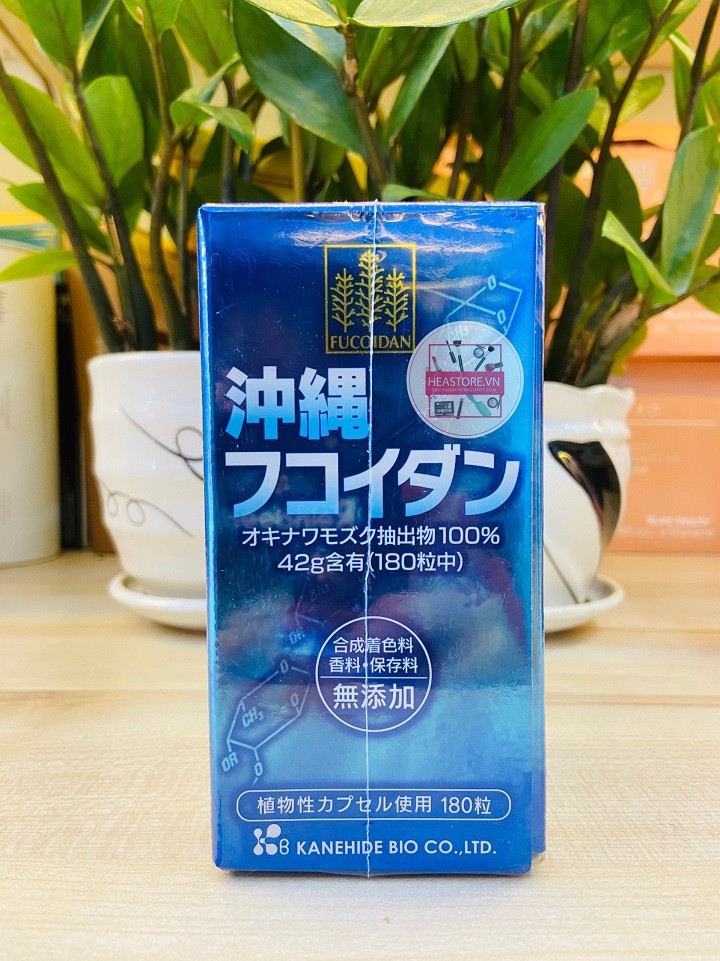 FUCOIDAN
HEASTORE.VN
沖縄
フコイダン
オキナワモズク抽出物100%
42g含有(180粒中)
合成着色料
香料・保存料
無添加
CH₃
OR
O
植物性カプセル使用 180粒
KANEHIDE BIO CO.,LTD.